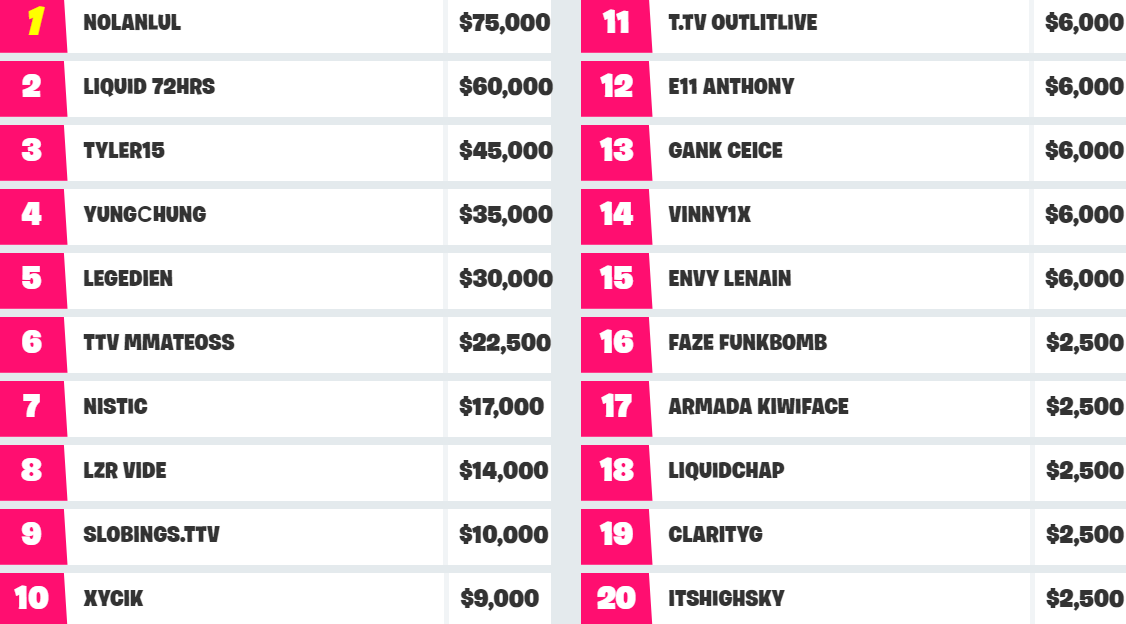 1 NOLANLUL $75,000
2 LIQUID 72HRS $60,000
3 TYLER15 $45,000
4 YUNGCHUNG $35,000
5 LEGEDIEN $30,000
6 TTV MMATEOSS $22,500
7 NISTIC $17,000
8 LZR VIDE $14,000
9 SLOBINGS.TTV $10,000
10 XYCIK $9,000
11 T.TV OUTLITLIVE $6,000
12 E11 ANTHONY $6,000
13 GANK CEICE $6,000
14 VINNY1X $6,000
15 ENVY LENAIN $6,000
16 FAZE FUNKBOMB $2,500
17 ARMADA KIWIFACE $2,500
18 LIQUIDCHAP $2,500
19 CLARITYG $2,500
20 ITSHIGHSKY $2,500